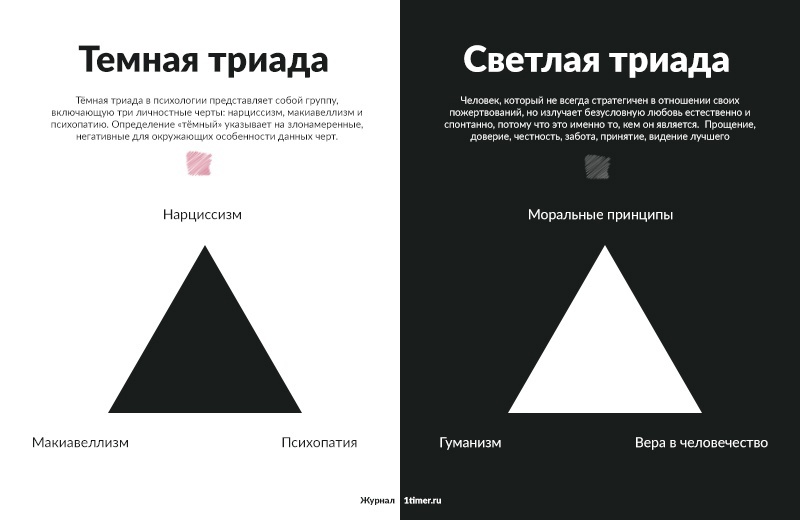 Темная триада
Тёмная триада в психологии представляет собой группу,
включающую три личностные черты: нарциссизм, макиавеллизм и
психопатию. Определение «тёмный» указывает на злонамеренные,
негативные для окружающих особенности данных черт.
Нарциссизм
Макиавеллизм
Психопатия
Светлая триада
Человек, который не всегда стратегичен в отношении своих
пожертвований, но излучает безусловную любовь естественно и
спонтанно, потому что это именно то, кем он является. Прощение,
доверие, честность, забота, принятие, видение лучшего
Моральные принципы
Гуманизм
Вера в человечество
Журнал 1timer.ru